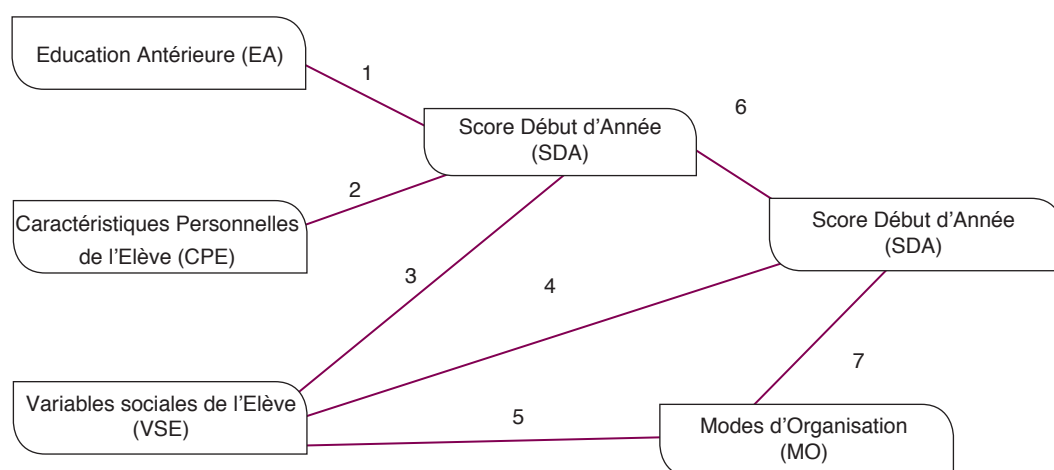 Education Antérieure (EA)
1
6
Score Début d’Année
(SDA)
2
Caractéristiques Personnelles
de l’Elève (CPE)
Score Début d’Année
(SDA)
3
4
7
Variables sociales de l’Elève
(VSE)
5
Modes d’Organisation
(MO)